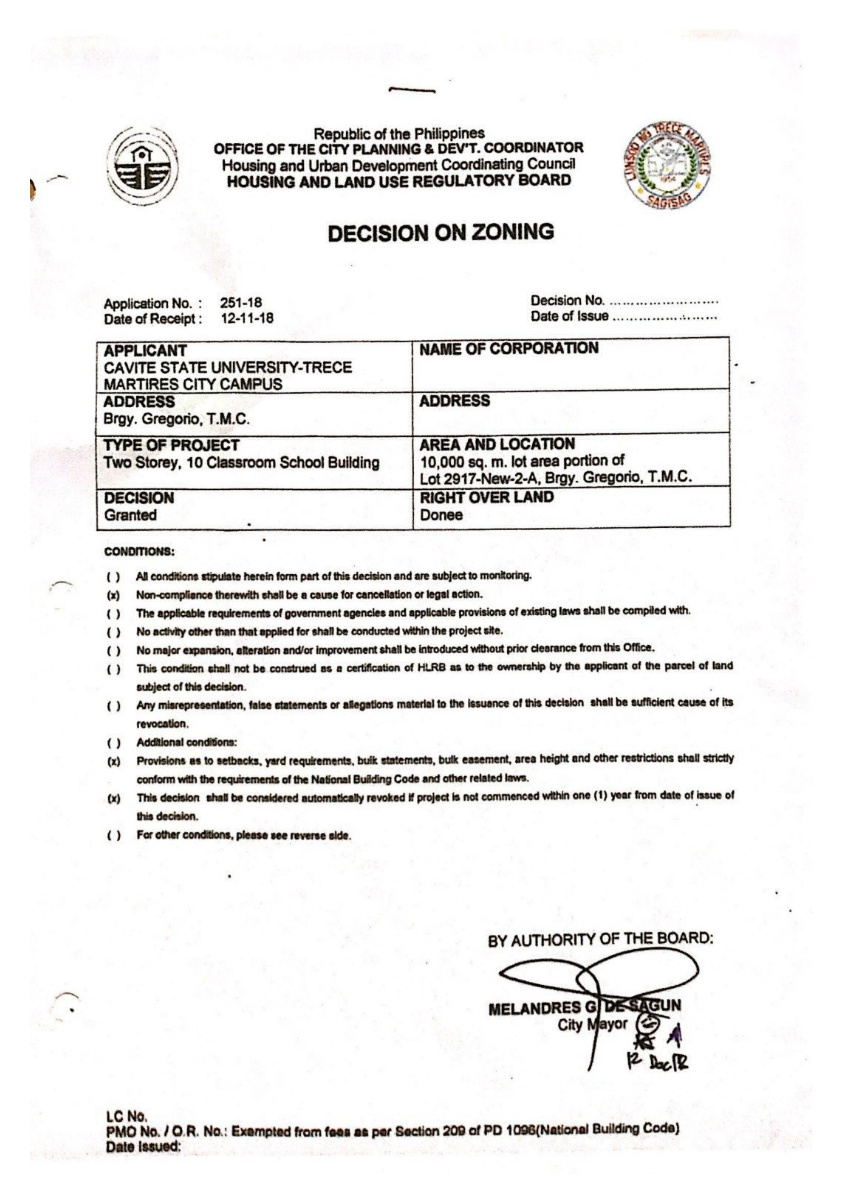 Republic of the Philippines
OFFICE OF THE CITY PLANNING & DEV'T. COORDINATOR
Housing and Urban Development Coordinating Council
HOUSING AND LAND USE REGULATORY BOARD
LUNGSOD NG TRECE MARTIRES
1954
SAGISAG
DECISION ON ZONING
Application No. : 251-18
Decision No. ........................
Date of Receipt : 12-11-18
Date of Issue .......................
APPLICANT
CAVITE STATE UNIVERSITY-TRECE
MARTIRES CITY CAMPUS
NAME OF CORPORATION
ADDRESS
Brgy. Gregorio, T.M.C.
ADDRESS
TYPE OF PROJECT
Two Storey, 10 Classroom School Building
AREA AND LOCATION
10,000 sq. m. lot area portion of
Lot 2917-New-2-A, Brgy. Gregorio, T.M.C.
DECISION
Granted
RIGHT OVER LAND
Donee
CONDITIONS:
( ) All conditions stipulate herein form part of this decision and are subject to monitoring.
(x) Non-compliance therewith shall be a cause for cancellation or legal action.
( ) The applicable requirements of government agencies and applicable provisions of existing laws shall be compiled with.
( ) No activity other than that applied for shall be conducted within the project site.
( ) No major expansion, alteration and/or improvement shall be introduced without prior clearance from this Office.
( ) This condition shall not be construed as a certification of HLRB as to the ownership by the applicant of the parcel of land
subject of this decision.
( ) Any misrepresentation, false statements or allegations material to the issuance of this decision shall be sufficient cause of its
revocation.
( ) Additional conditions:
(x) Provisions as to setbacks, yard requirements, bulk statements, bulk easement, area height and other restrictions shall strictly
conform with the requirements of the National Building Code and other related laws.
(x) This decision shall be considered automatically revoked if project is not commenced within one (1) year from date of issue of
this decision.
( ) For other conditions, please see reverse side.
BY AUTHORITY OF THE BOARD:
MELANDRES G. DE SAGUN
City Mayor
LC No.
PMO No. / O.R. No.: Exempted from fees as per Section 209 of PD 1096(National Building Code)
Date Issued: